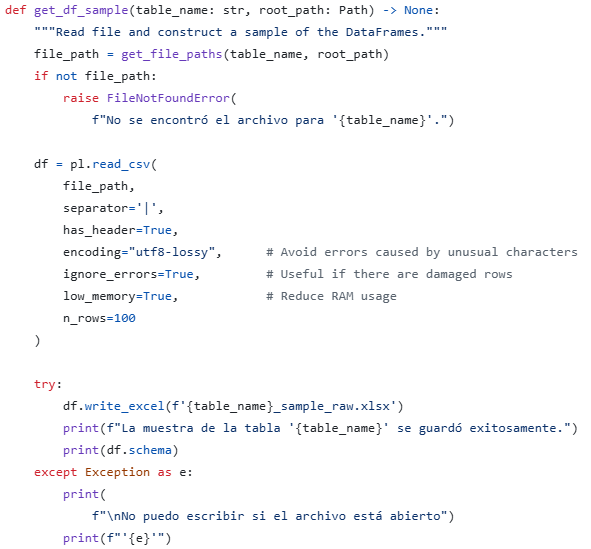 def get_df_sample(table_name: str, root_path: Path) -> None:
    """Read file and construct a sample of the DataFrames."""
    file_path = get_file_paths(table_name, root_path)
    if not file_path:
        raise FileNotFoundError(
            f"No se encontró el archivo para '{table_name}'.")

    df = pl.read_csv(
        file_path,
        separator='|',
        has_header=True,
        encoding="utf8-lossy",      # Avoid errors caused by unusual characters
        ignore_errors=True,         # Useful if there are damaged rows
        low_memory=True,            # Reduce RAM usage
        n_rows=100
    )

    try:
        df.write_excel(f'{table_name}_sample_raw.xlsx')
        print(f"La muestra de la tabla '{table_name}' se guardó exitosamente.")
        print(df.schema)
    except Exception as e:
        print(
            f"\nNo puedo escribir si el archivo está abierto")
        print(f"'{e}'")